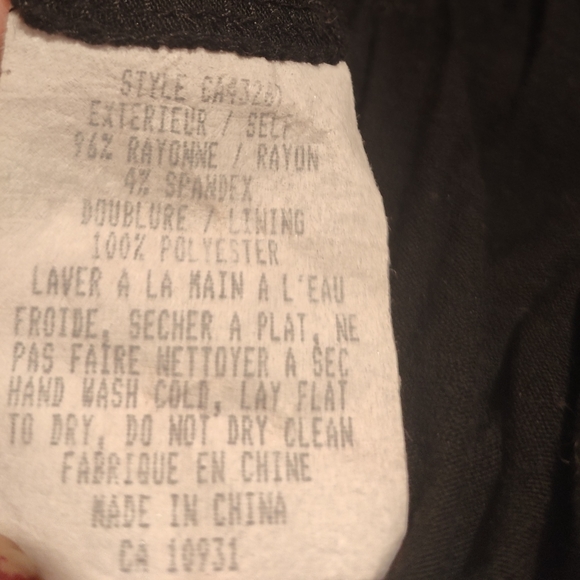 STYLE
EXTERIEUR / SELF
96% RAYONNE / RAYON
4% SPANDEX
DOUBLURE / LINING
100% POLYESTER
LAVER A LA MAIN A L'EAU
FROIDE, SECHER A PLAT, NE
PAS FAIRE NETTOYER A SEC
HAND WASH COLD, LAY FLAT
TO DRY, DO NOT DRY CLEAN
FABRIQUE EN CHINE
MADE IN CHINA
CA 10931